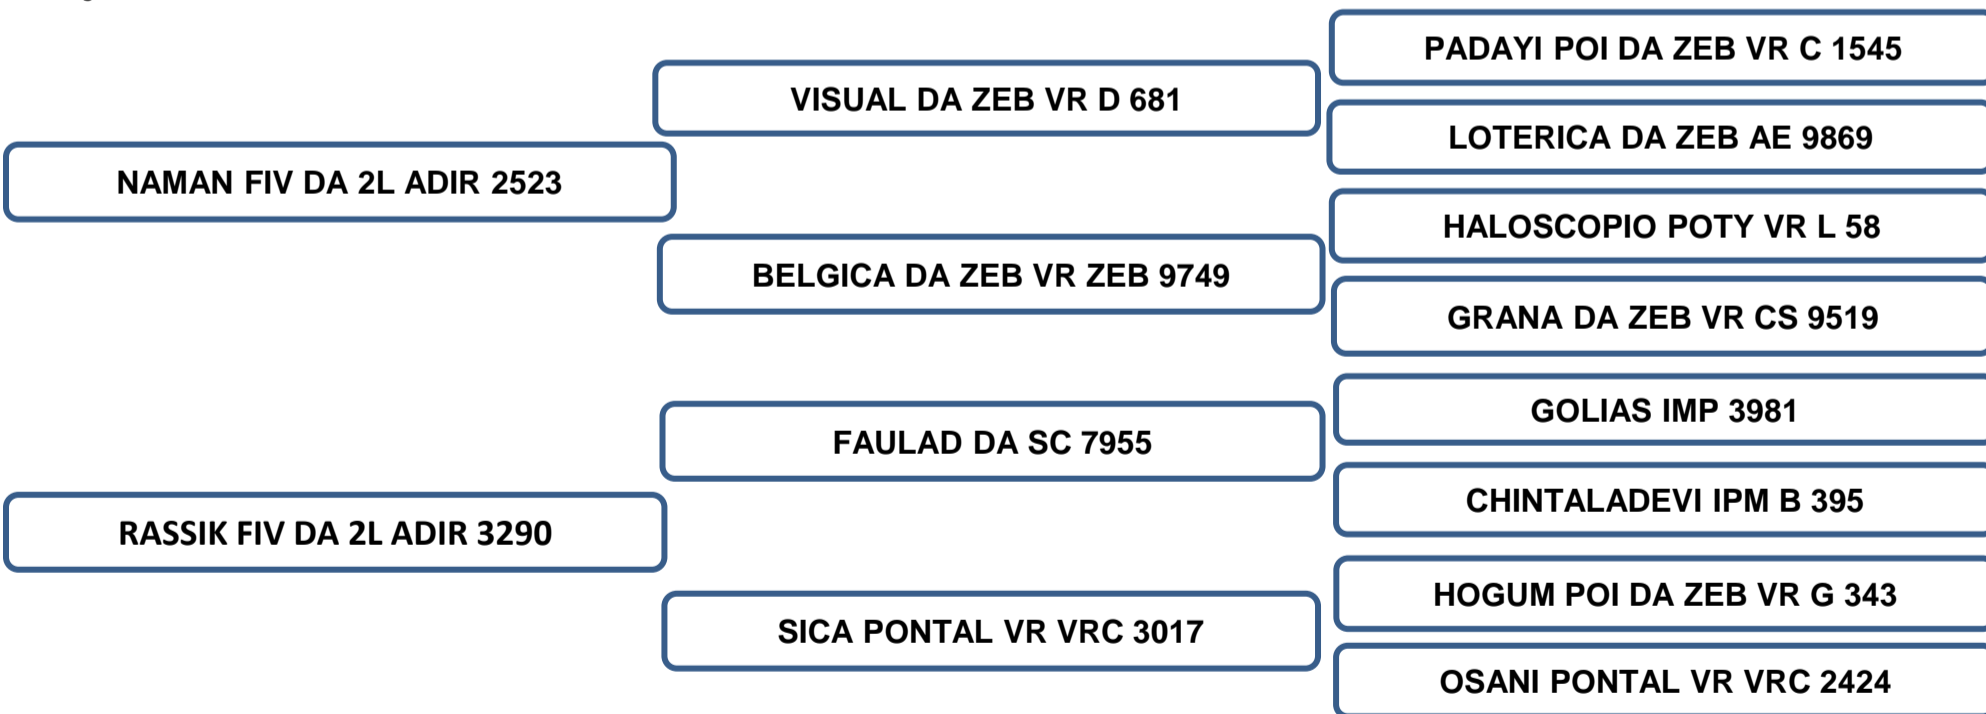 PADAYI POI DA ZEB VR C 1545
VISUAL DA ZEB VR D 681
LOTERICA DA ZEB AE 9869
NAMAN FIV DA 2L ADIR 2523
HALOSCOPIO POTY VR L 58
BELGICA DA ZEB VR ZEB 9749
GRANA DA ZEB VR CS 9519
GOLIAS IMP 3981
FAULAD DA SC 7955
CHINTALADEVI IPM B 395
RASSIK FIV DA 2L ADIR 3290
HOGUM POI DA ZEB VR G 343
SICA PONTAL VR VRC 3017
OSANI PONTAL VR VRC 2424